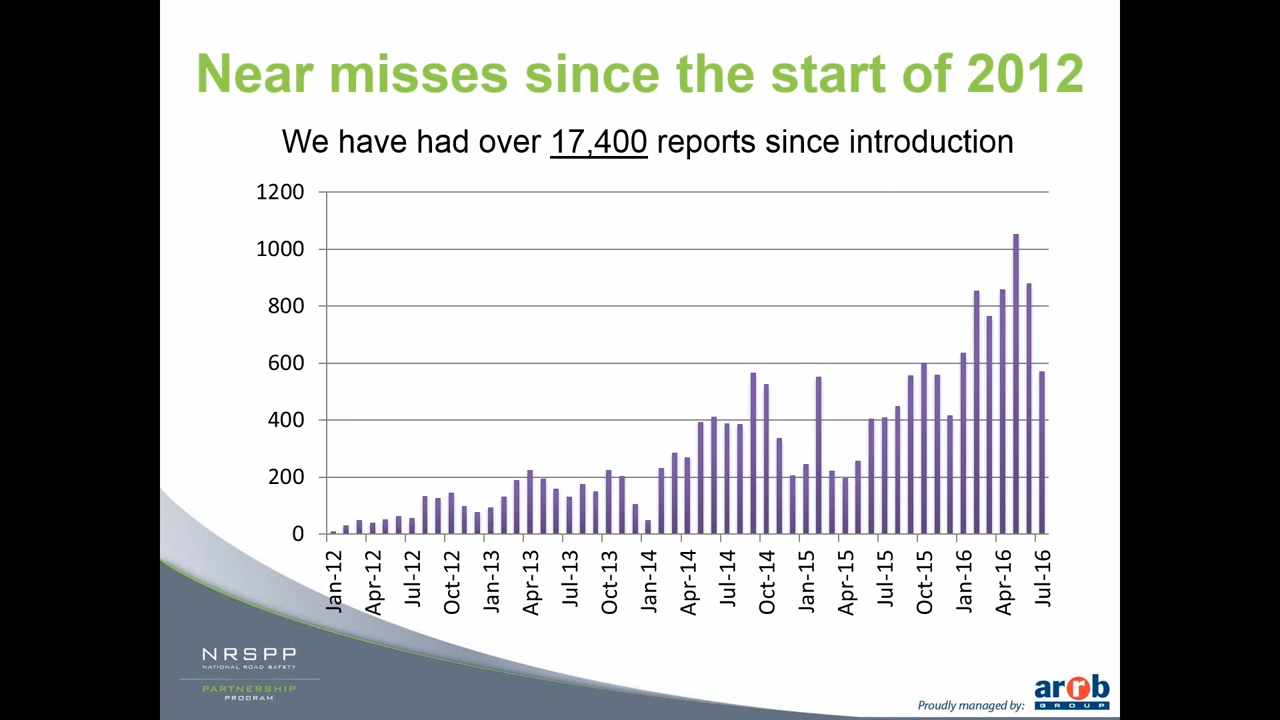 Near misses since the start of 2012
We have had over 17,400 reports since introduction
1200
1000
800
600
400
200
0
Jan-12
Apr-12
Jul-12
Oct-12
Jan-13
Apr-13
Jul-13
Oct-13
Jan-14
Apr-14
Jul-14
Oct-14
Jan-15
Apr-15
Jul-15
Oct-15
Jan-16
Apr-16
Jul-16
NRSPP
NATIONAL ROAD SAFETY
PARTNERSHIP
PROGRAM
Proudly managed by:
arrb
GROUP